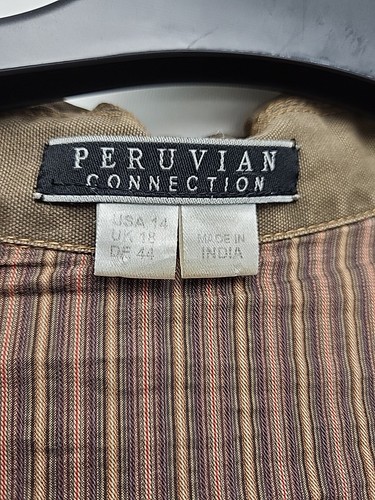 PERUVIAN
CONNECTION
USA 14
UK 18
DE 44
MADE IN
INDIA